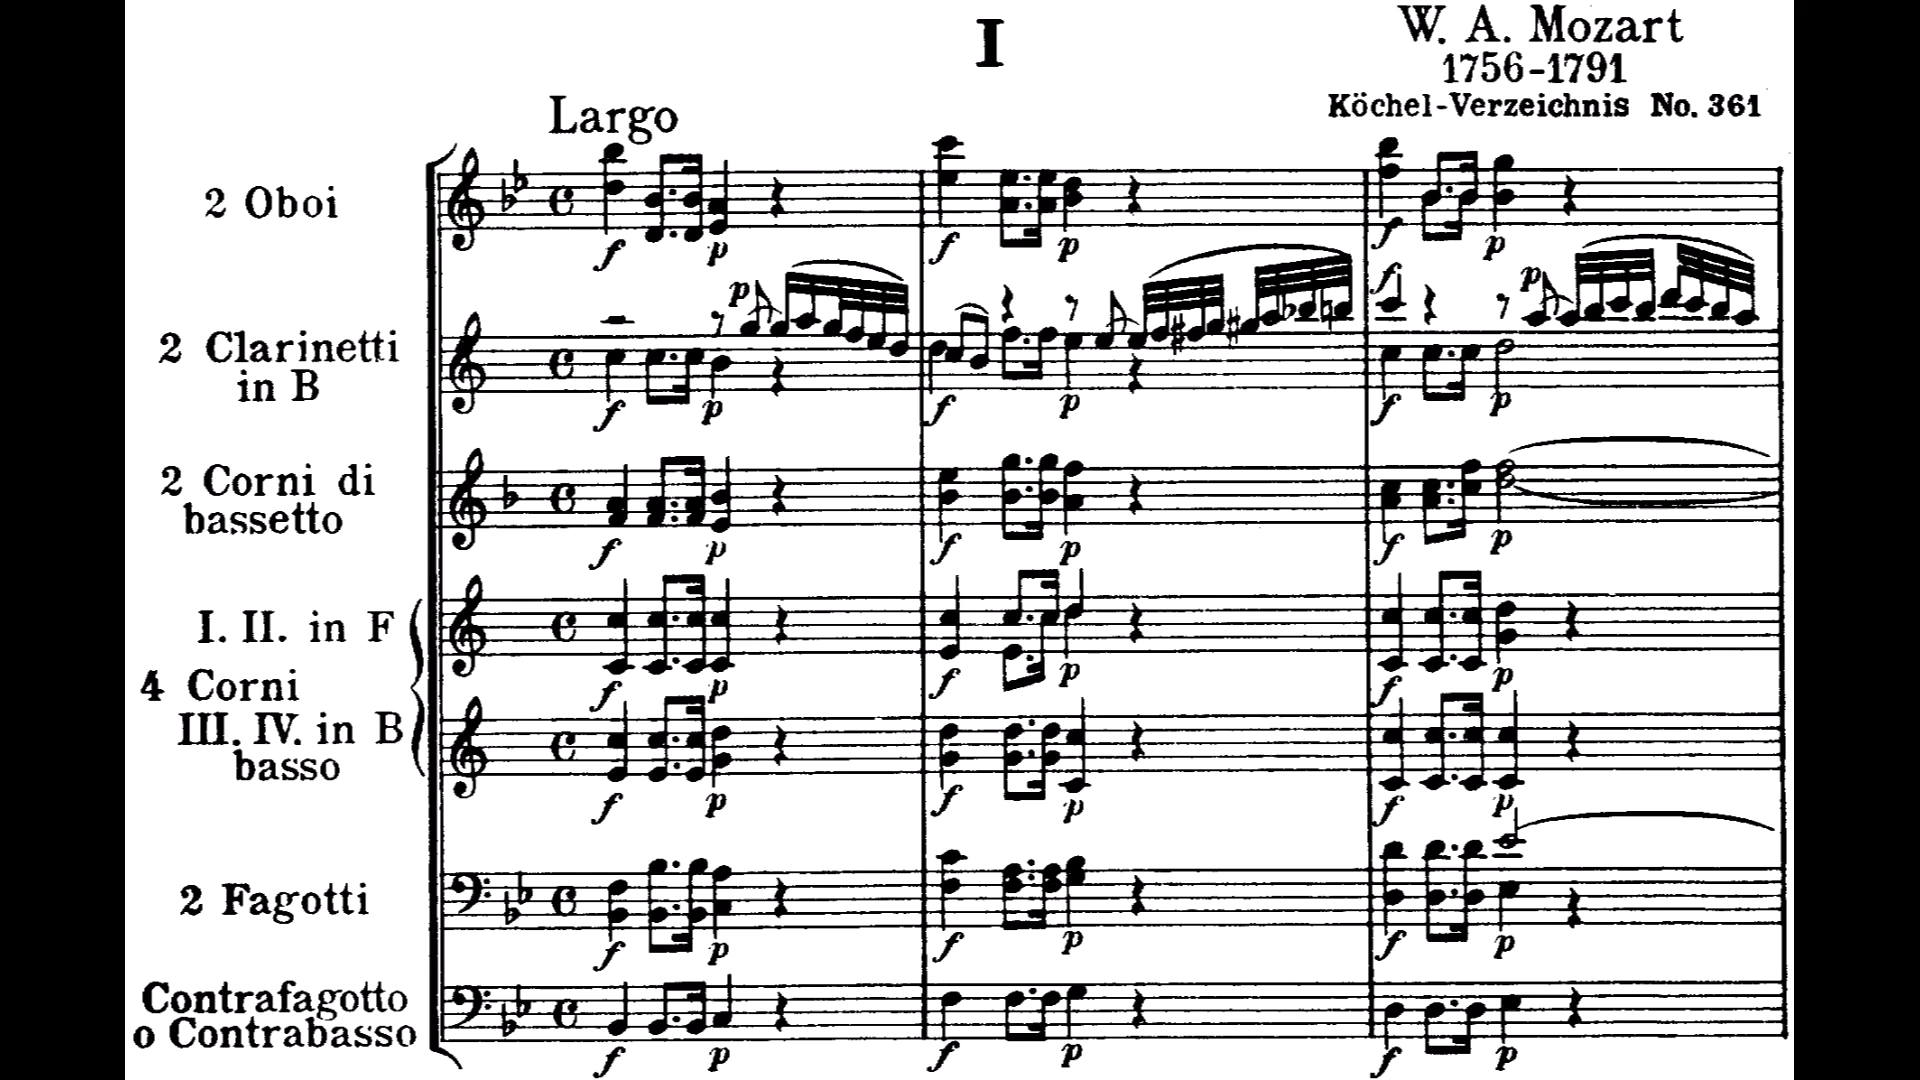 I
W. A. Mozart
1756-1791
Köchel-Verzeichnis No. 361
Largo
2 Oboi
f p f p f p
p f p
2 Clarinetti
in B
f p f p f p
2 Corni di
bassetto
f p f p f p
I. II. in F
f p f p f p
4 Corni
III. IV. in B
basso
f p f p f p
2 Fagotti
f p f p f p
Contrafagotto
o Contrabasso
f p f p f p